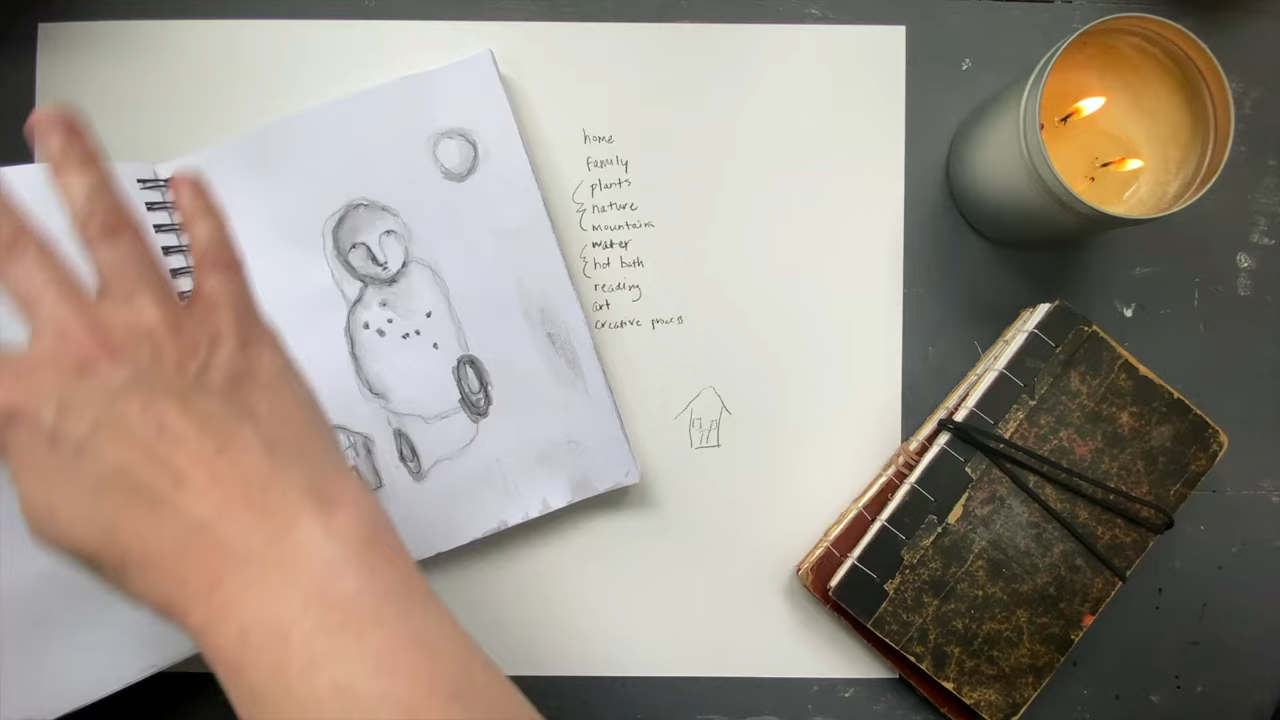 home
family
plants
nature
mountains
water
hot bath
reading
art
creative process